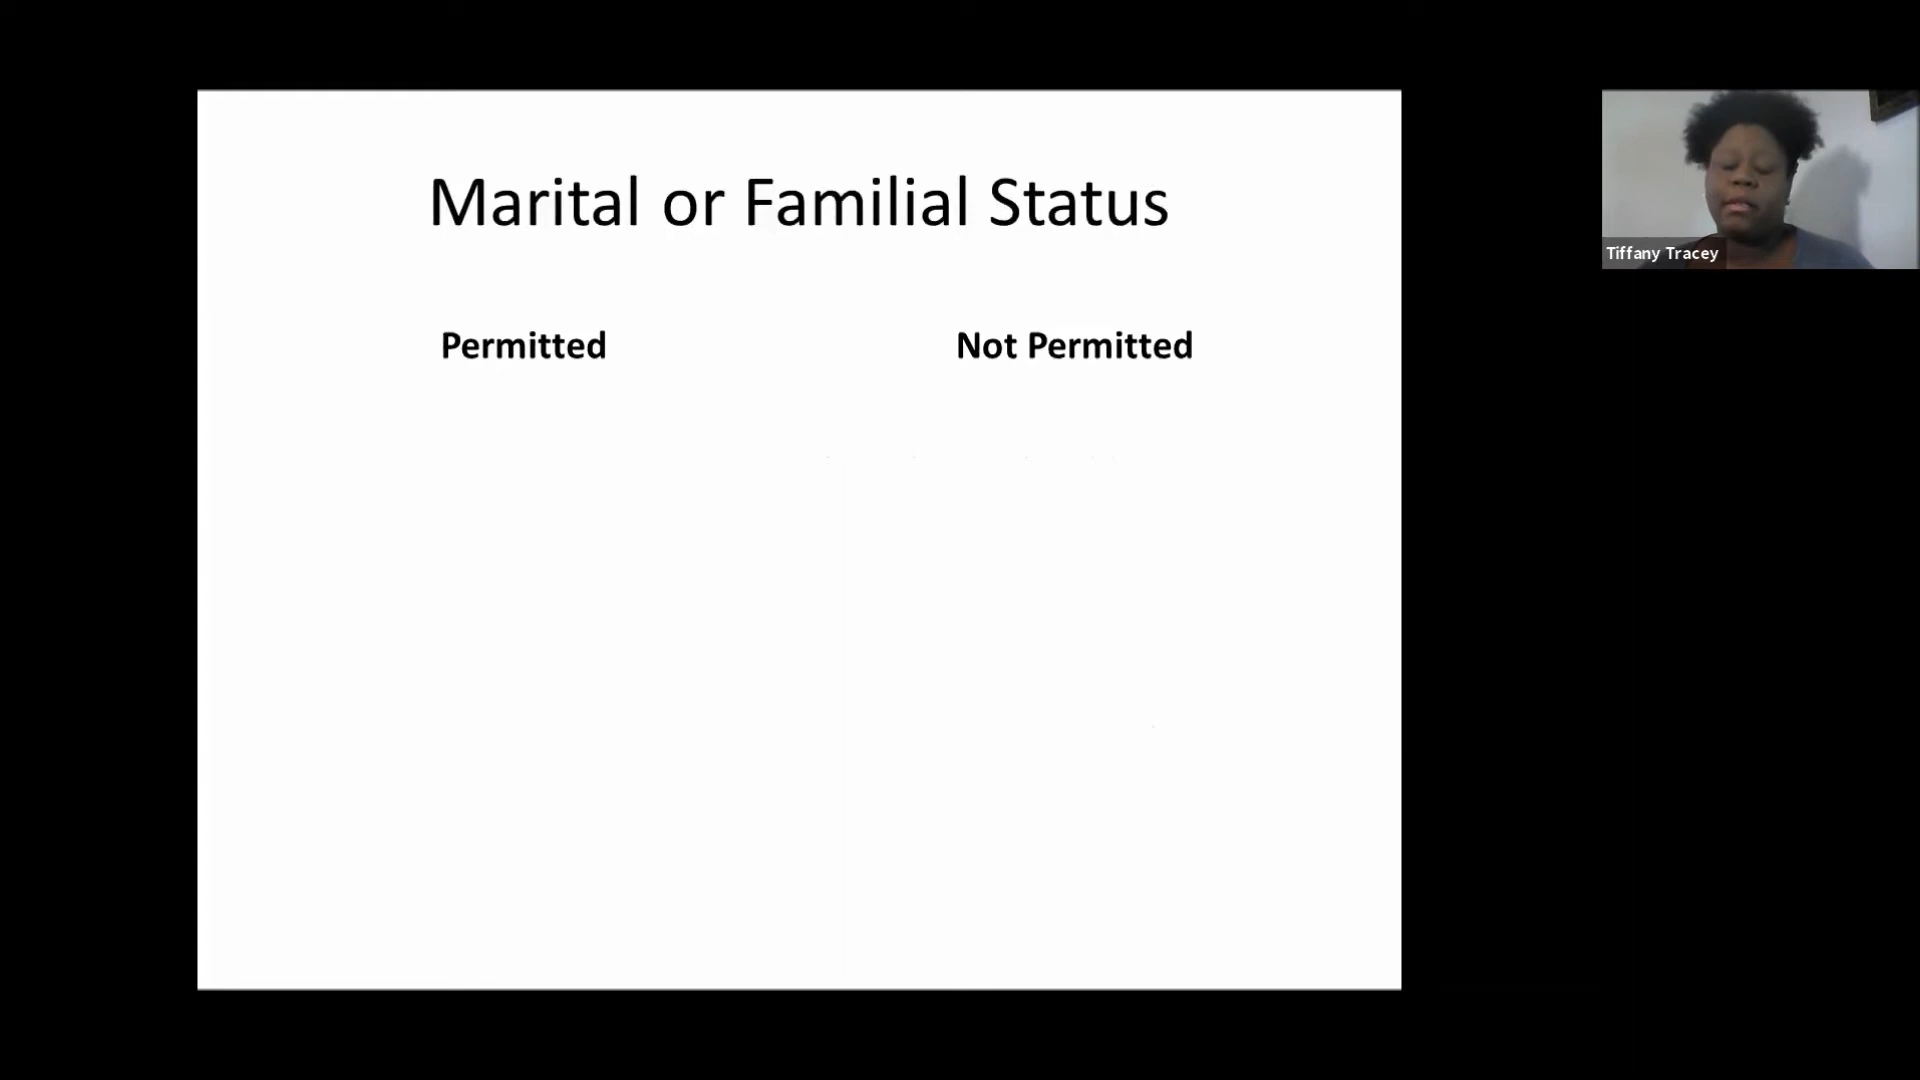 Marital or Familial Status
Permitted
Not Permitted
Tiffany Tracey